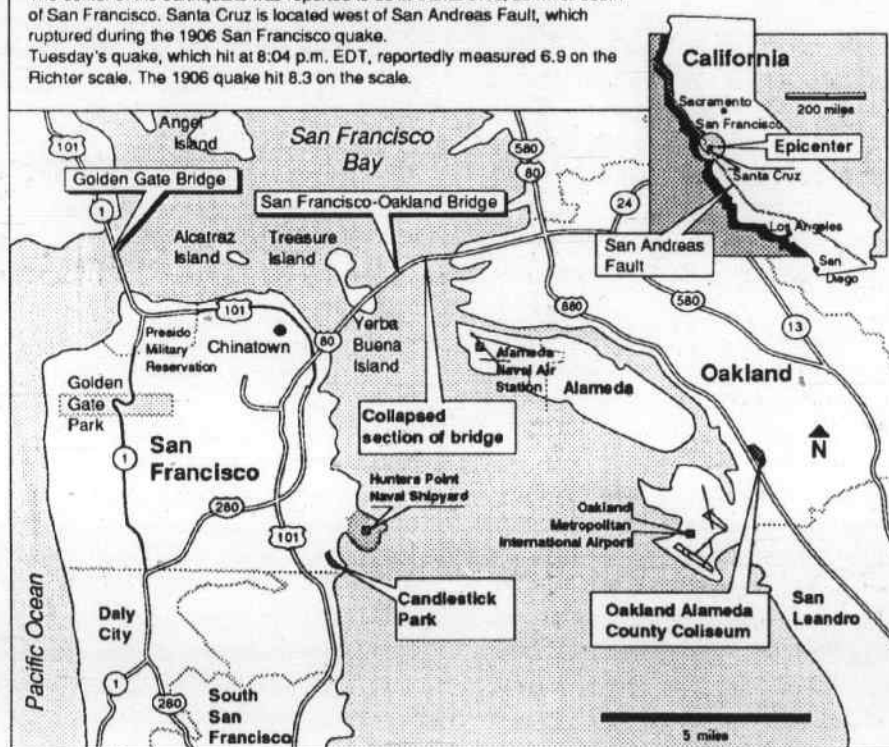 of San Francisco. Santa Cruz is located west of San Andreas Fault, which
ruptured during the 1906 San Francisco quake.
Tuesday's quake, which hit at 8:04 p.m. EDT, reportedly measured 6.9 on the
Richter scale. The 1906 quake hit 8.3 on the scale.
California
Sacramento
200 miles
San Francisco
Epicenter
Santa Cruz
Los Angeles
San Andreas
Fault
San
Diego
Angel
Island
San Francisco
Bay
101
580
80
Golden Gate Bridge
1
San Francisco-Oakland Bridge
24
Alcatraz
Island
Treasure
Island
101
880
580
13
Presido
Military
Reservation
Chinatown
80
Yerba
Buena
Island
Alameda
Naval Air
Station
Alameda
Oakland
Golden
Gate
Park
Collapsed
section of bridge
N
San
Francisco
1
280
Hunters Point
Naval Shipyard
101
Oakland
Metropolitan
International Airport
Candlestick
Park
Oakland Alameda
County Coliseum
San
Leandro
Daly
City
Pacific Ocean
1
280
South
San
Francisco
5 miles